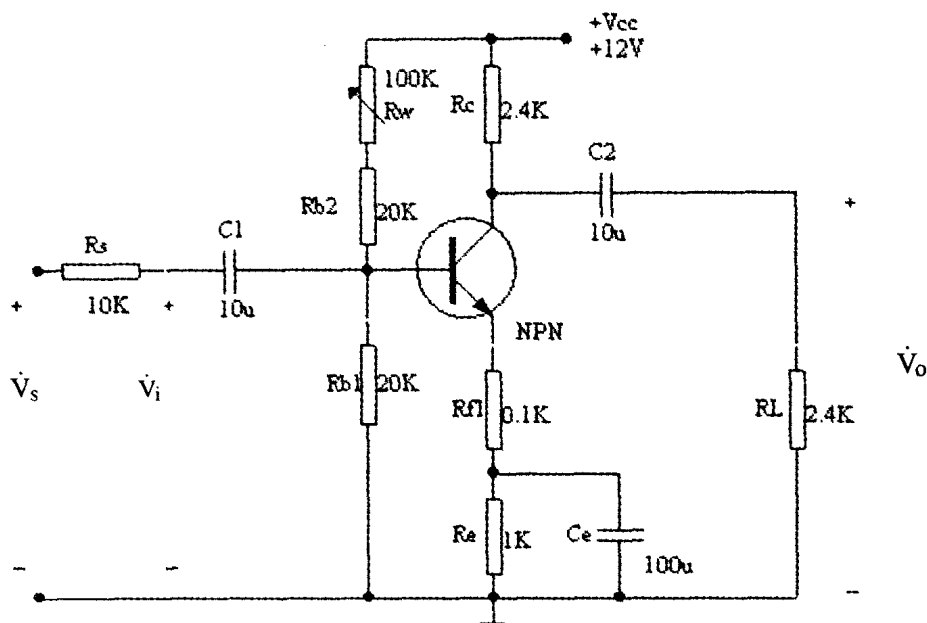 +Vcc
+12V
100K
Rw
Rc
2.4K
C2
10u
+
Rb2
20K
C1
10u
Rs
10K
+
+
NPN
V̇s
V̇i
Rb1
20K
Rf1
0.1K
RL
2.4K
V̇o
Re
1K
Ce
100u
–
–
–